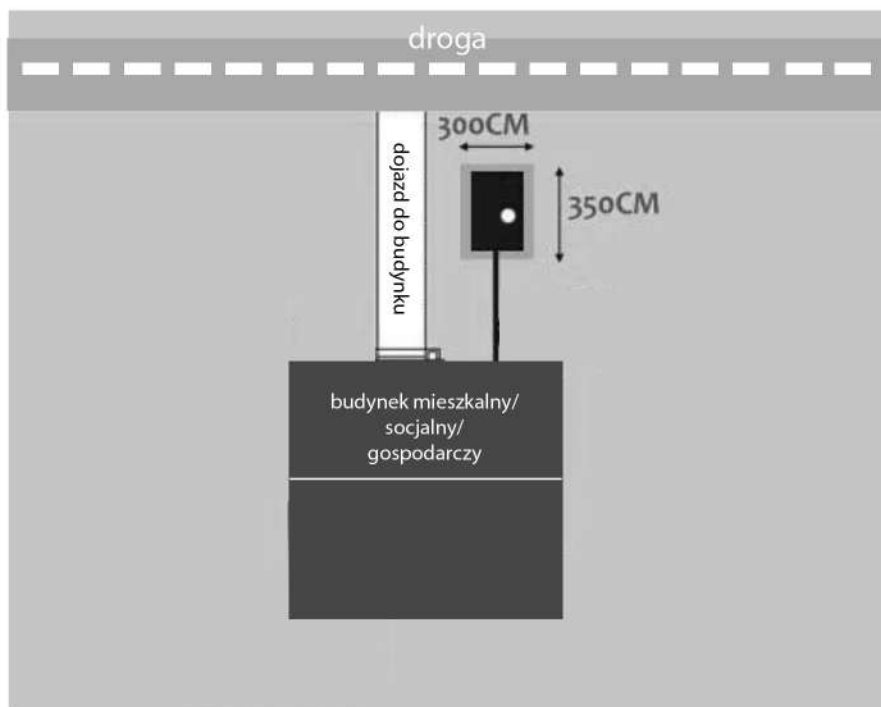 droga
300CM
350CM
dojazd do budynku
budynek mieszkalny/
socjalny/
gospodarczy